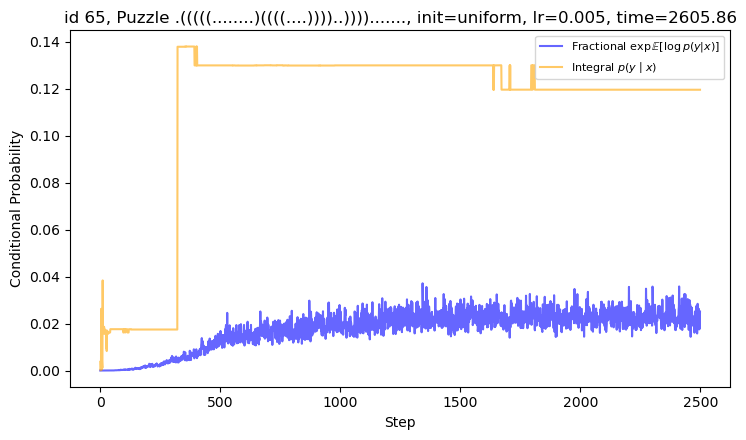 id 65, Puzzle .(((((........)((((....))))..))))......., init=uniform, lr=0.005, time=2605.86
Fractional exp𝔼[log p(y|x)]
Integral p(y | x)
Conditional Probability
0.14
0.12
0.10
0.08
0.06
0.04
0.02
0.00
0
500
1000
1500
2000
2500
Step